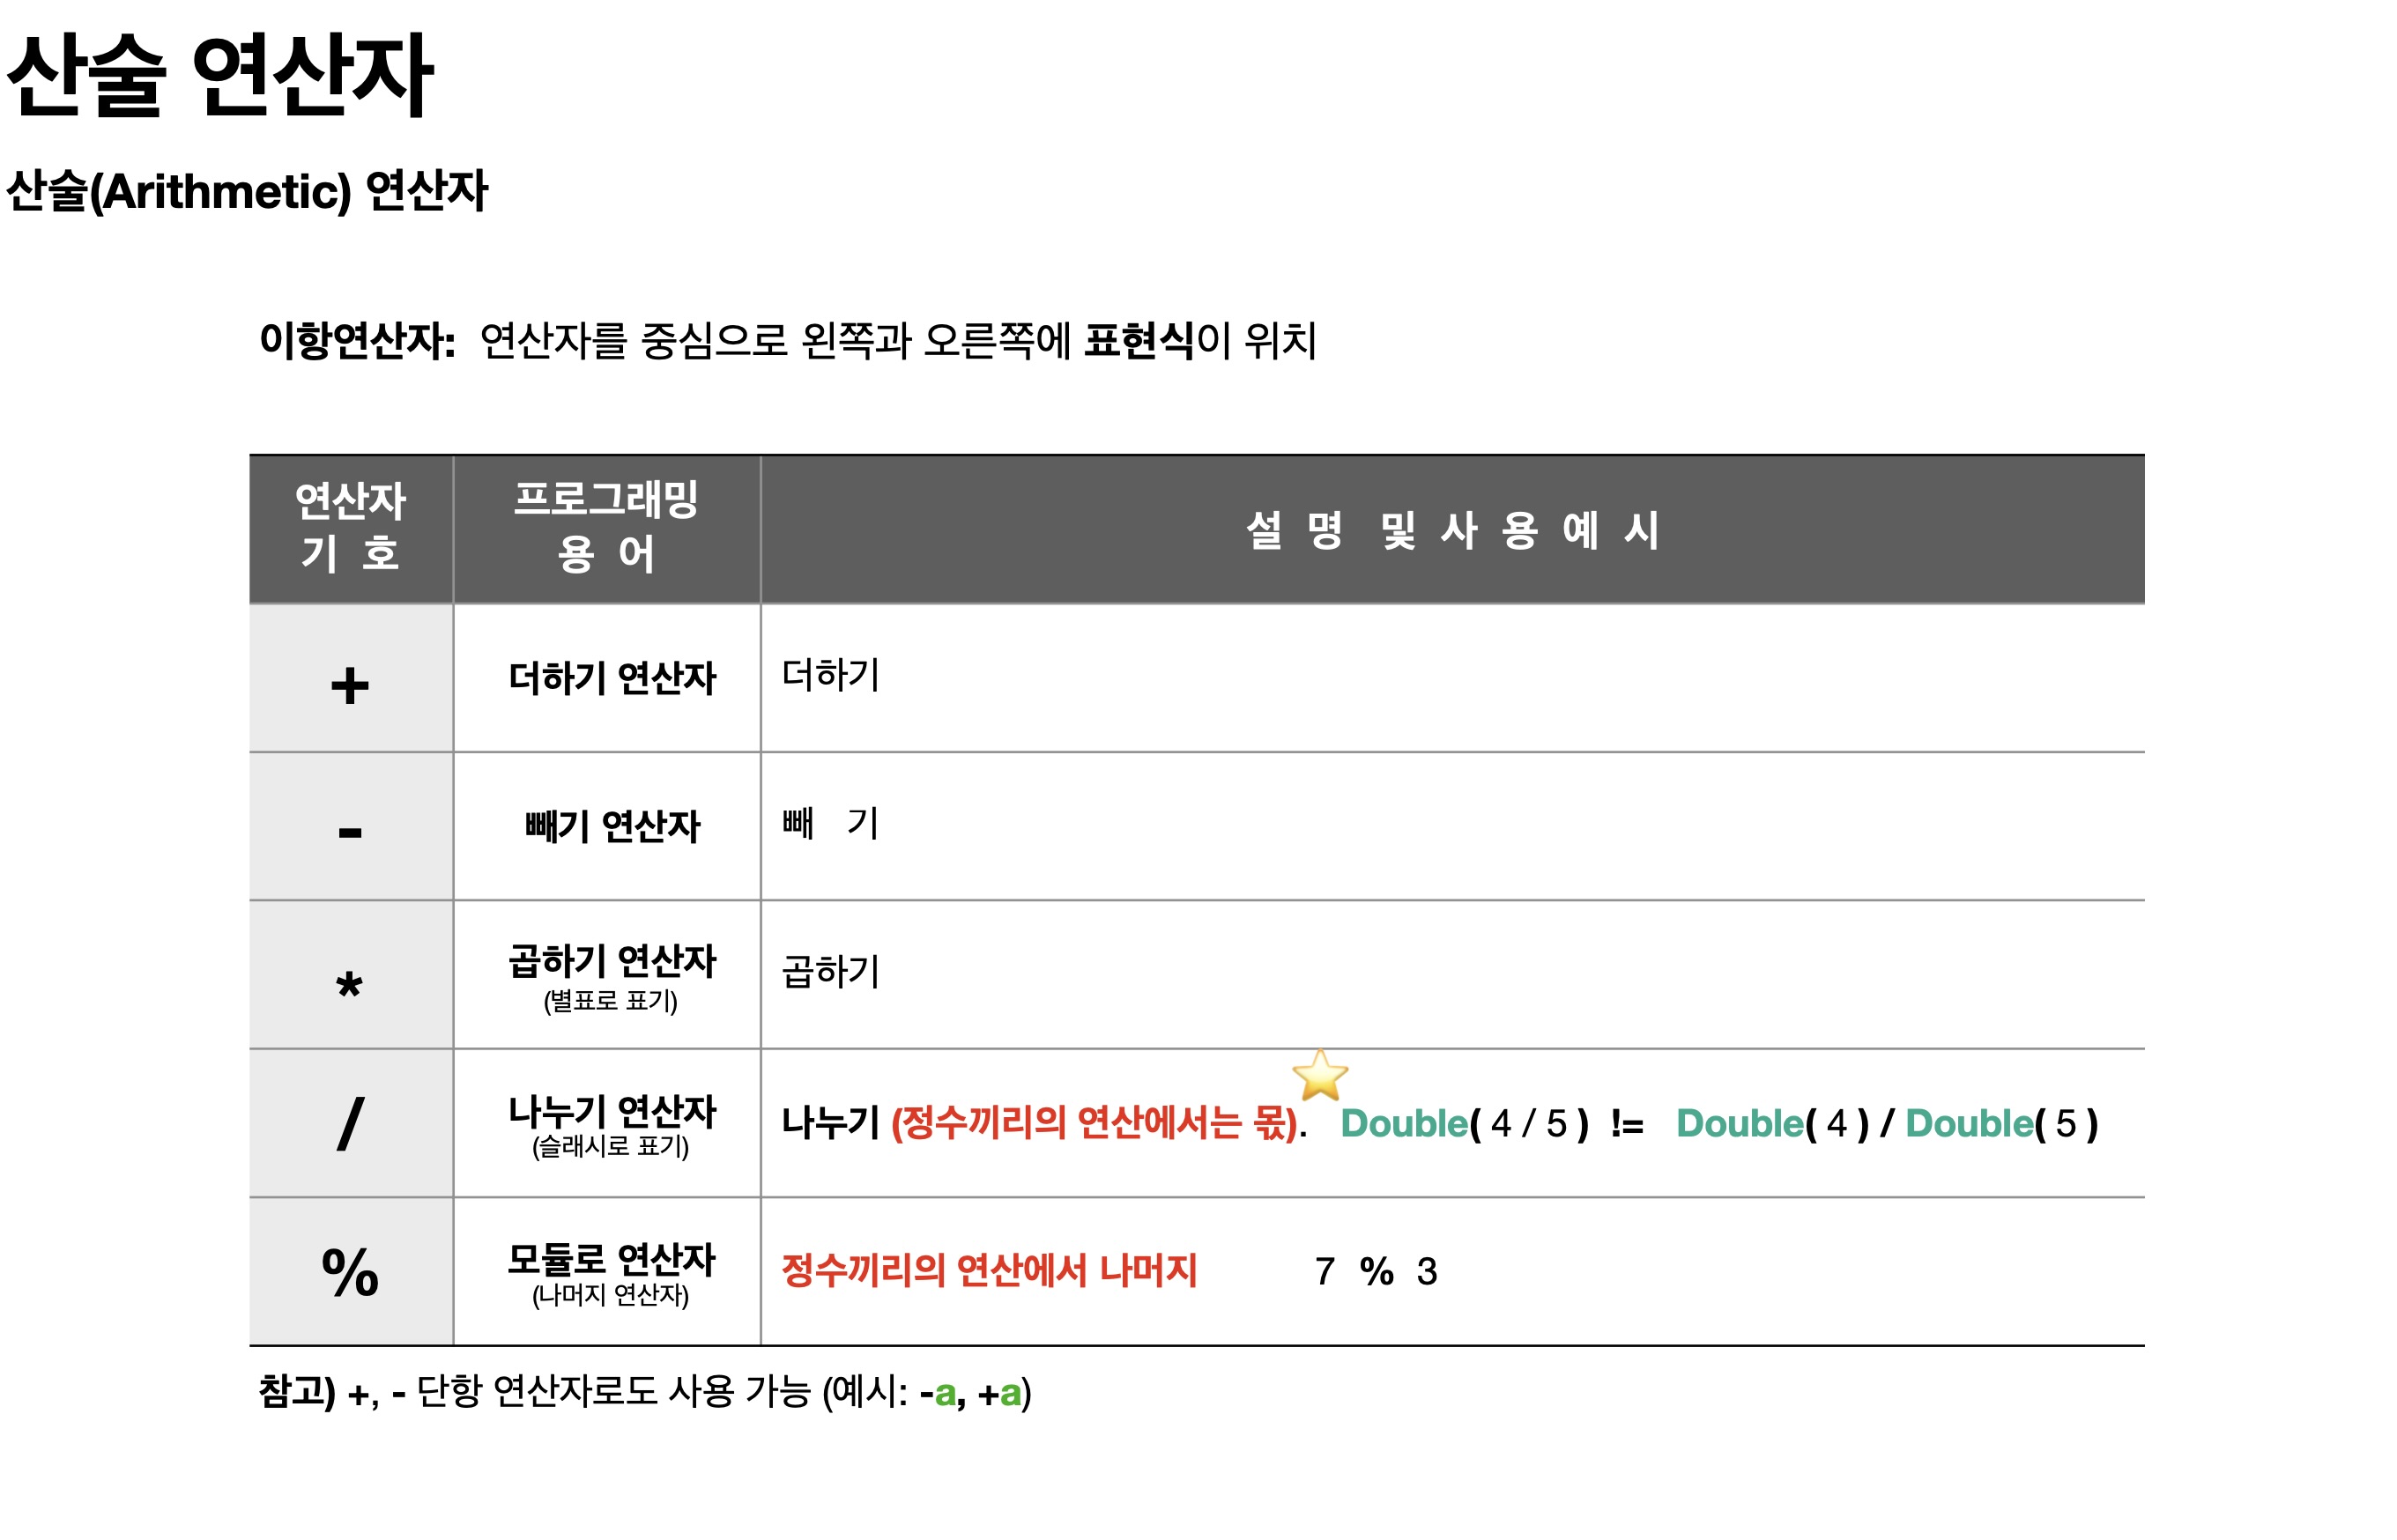 산술 연산자
산술(Arthmetic) 연산자
이항연산자: 연산자를 중심으로 왼쪽과 오른쪽에 표현식이 위치
연산자
기 호
프로그래밍
용 어
설 명 및 사 용 예 시
+
더하기 연산자
더하기
-
빼기 연산자
빼 기
*
곱하기 연산자
(별표로 표기)
곱하기
/
나누기 연산자
(슬래시로 표기)
나누기 (정수끼리의 연산에서는 몫). Double( 4 / 5 ) != Double( 4 ) / Double( 5 )
%
모듈로 연산자
(나머지 연산자)
정수끼리의 연산에서 나머지 7 % 3
참고) +, - 단항 연산자로도 사용 가능 (예시: -a, +a)